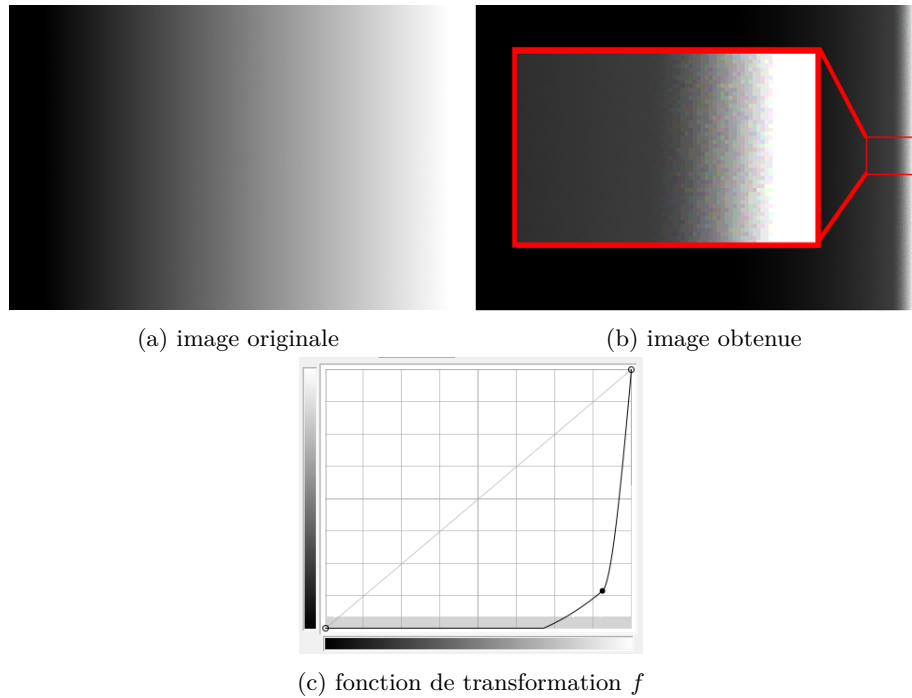 (a) image originale
(b) image obtenue
(c) fonction de transformation f